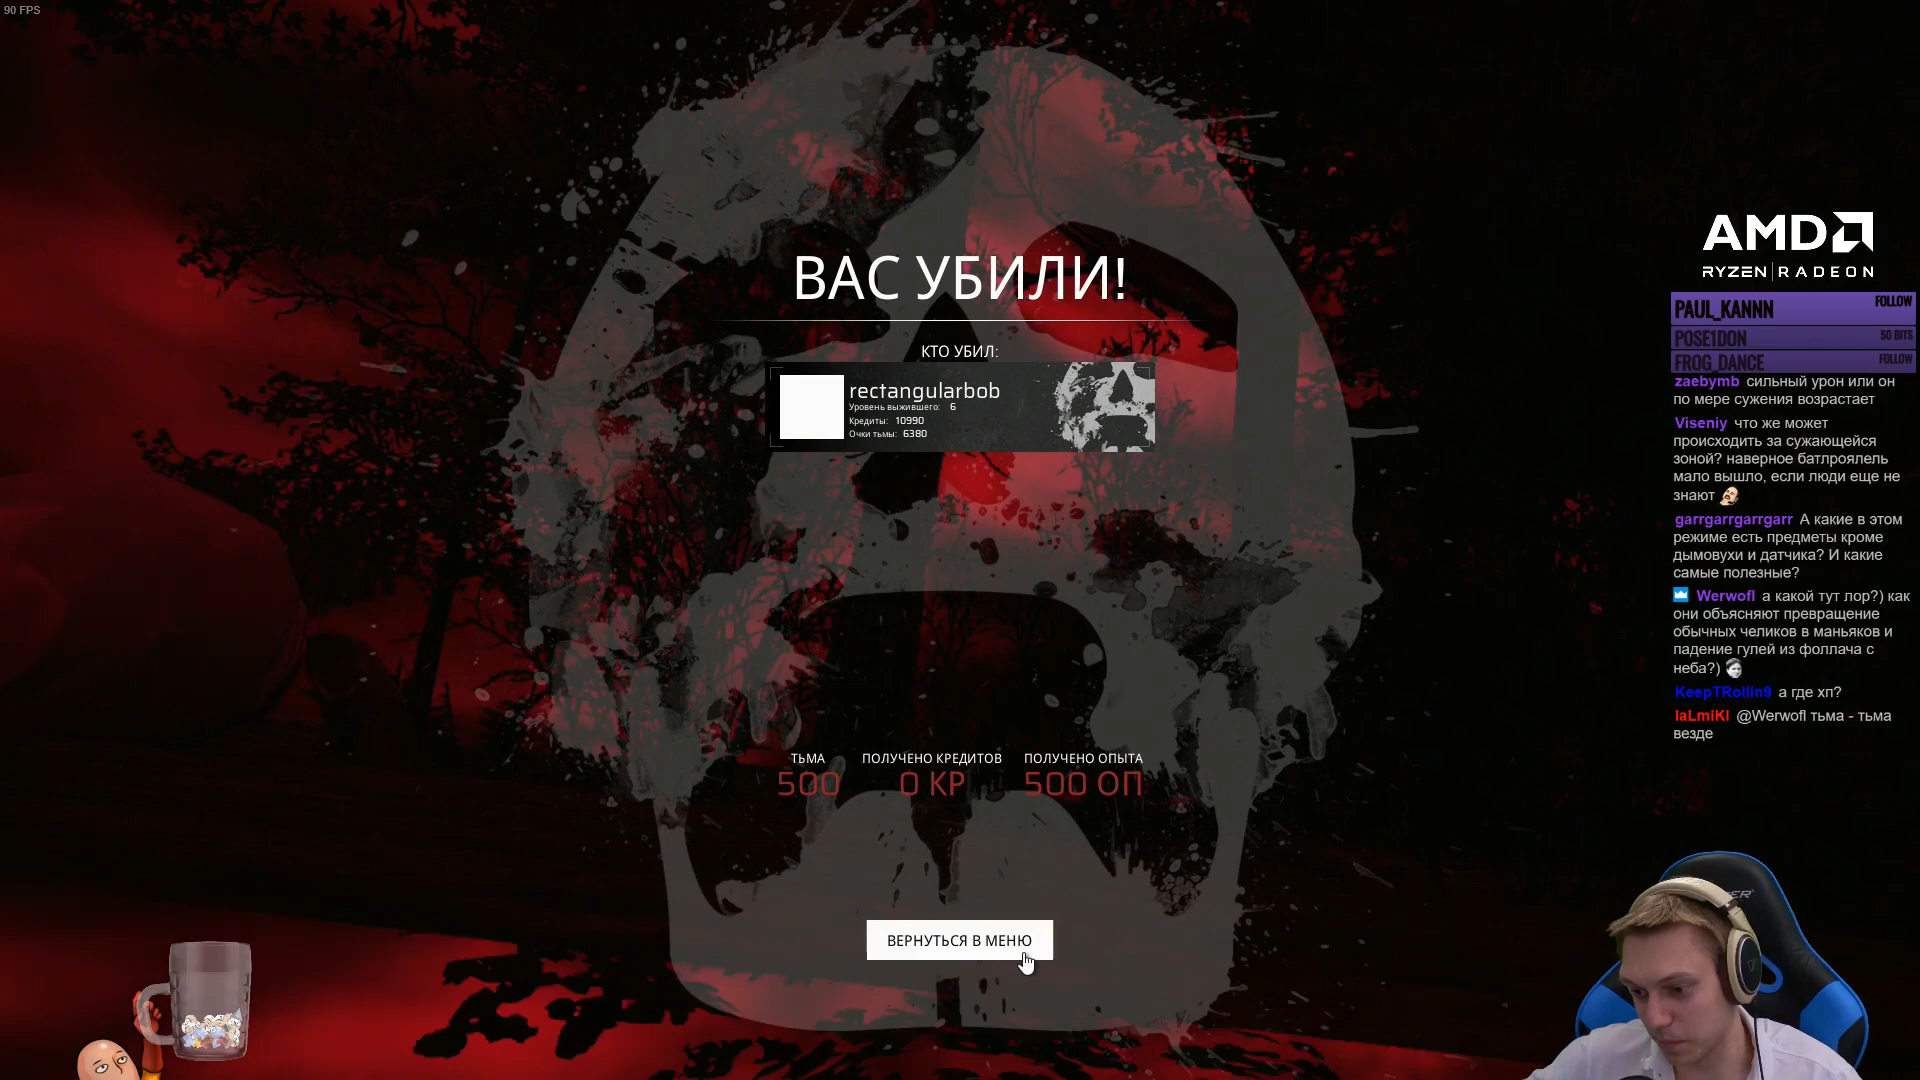 90 FPS
ВАС УБИЛИ!
КТО УБИЛ:
rectangularbob
Уровень выжившего: 6
Кредиты: 10990
Очки тьмы: 6380
ТЬМА
500
ПОЛУЧЕНО КРЕДИТОВ
0 КР
ПОЛУЧЕНО ОПЫТА
500 ОП
ВЕРНУТЬСЯ В МЕНЮ
AMD
RYZEN | RADEON
PAUL_KANNN FOLLOW
POSE1DON 50 BITS
FROG_DANCE FOLLOW
zaebymb сильный урон или он
по мере сужения возрастает
Viseniy что же может
происходить за сужающейся
зоной? наверное батлроялель
мало вышло, если люди еще не
знают
garrgarrgarrgarr А какие в этом
режиме есть предметы кроме
дымовухи и датчика? И какие
самые полезные?
Werwofl а какой тут лор?) как
они объясняют превращение
обычных челиков в маньяков и
падение гулей из фоллача с
неба?)
KeepTRollin9 а где хп?
laLmiKl @Werwofl тьма - тьма
везде